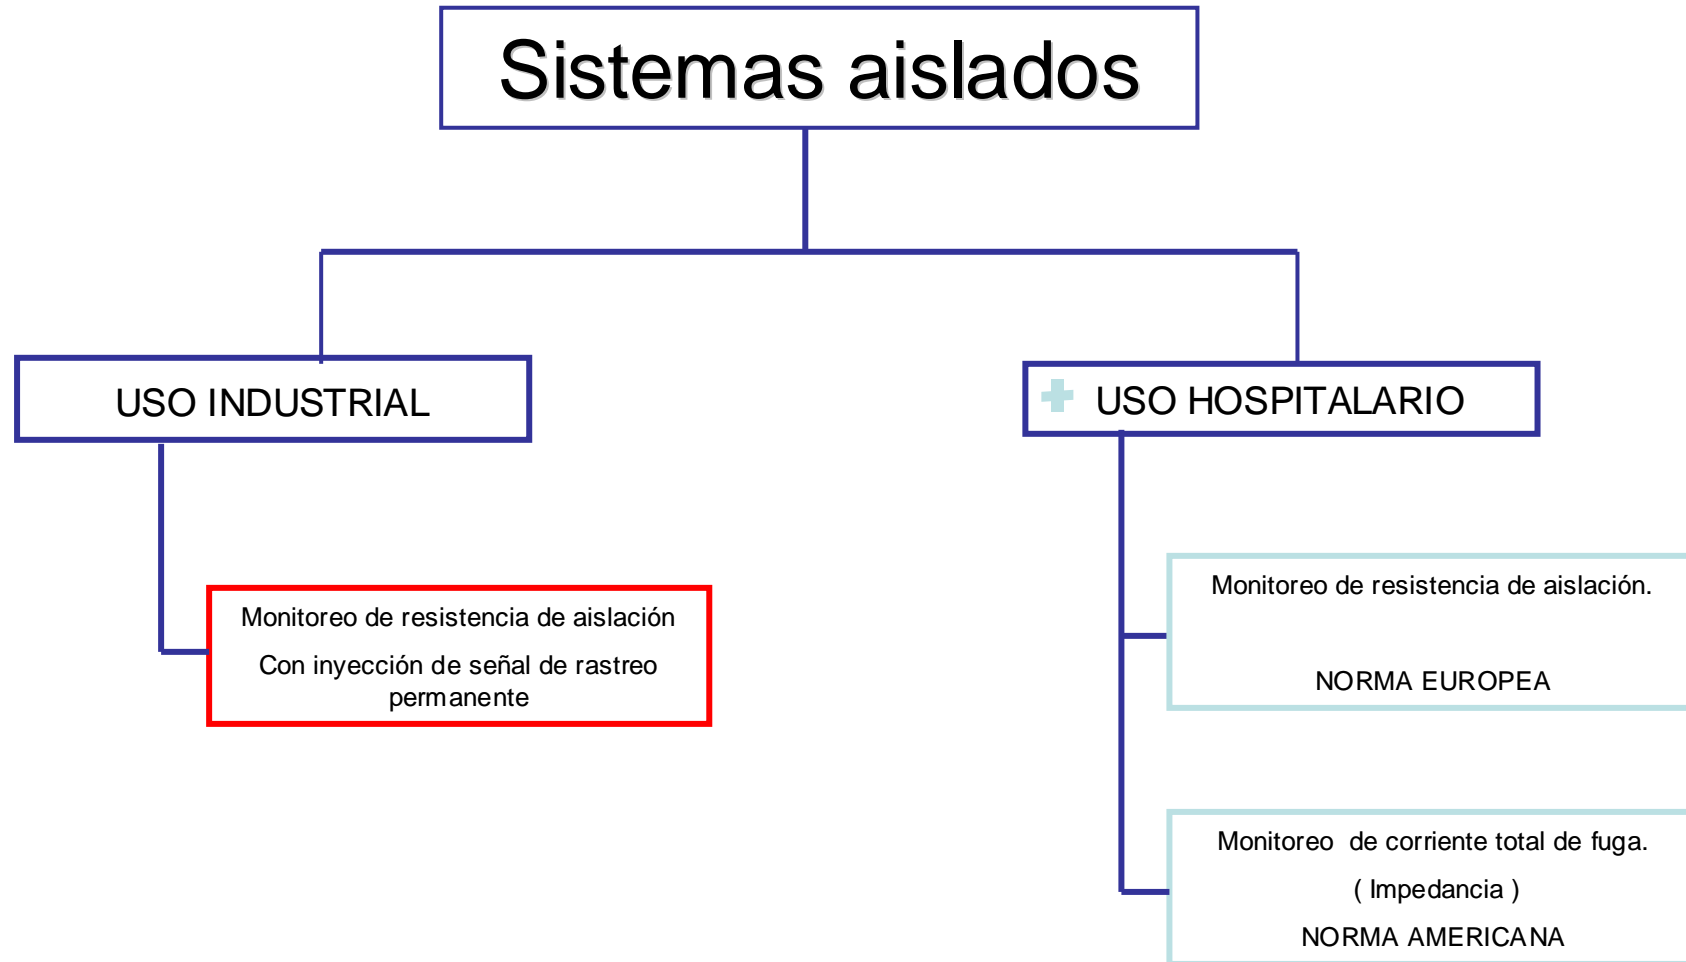 Sistemas aislados
USO INDUSTRIAL
USO HOSPITALARIO
Monitoreo de resistencia de aislación
Con inyección de señal de rastreo
permanente
Monitoreo de resistencia de aislación.
NORMA EUROPEA
Monitoreo de corriente total de fuga.
( Impedancia )
NORMA AMERICANA